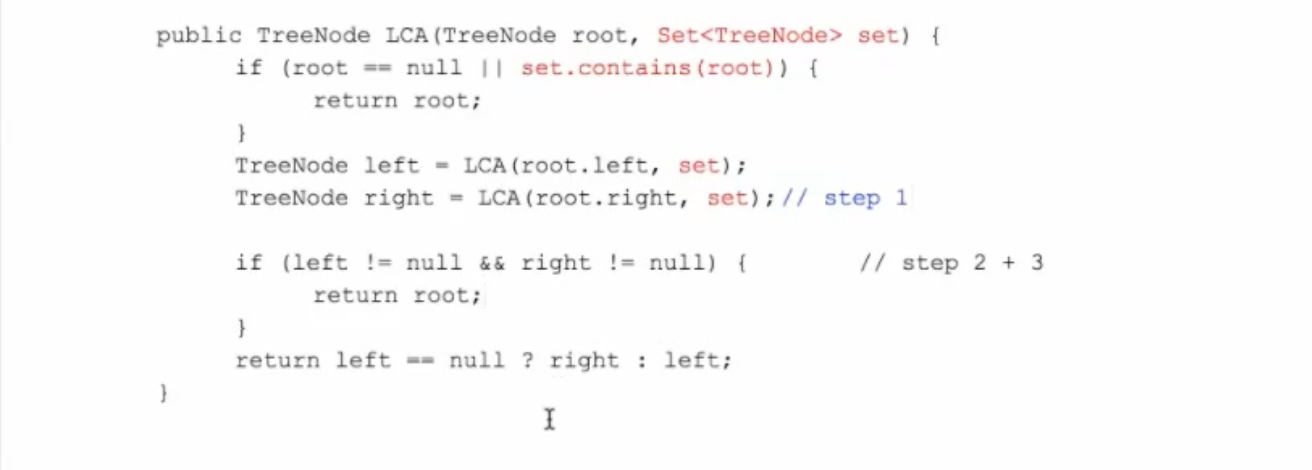 public TreeNode LCA(TreeNode root, Set<TreeNode> set) {
if (root == null || set.contains(root)) {
return root;
}
TreeNode left = LCA(root.left, set);
TreeNode right = LCA(root.right, set);// step 1
if (left != null && right != null) { // step 2 + 3
return root;
}
return left == null ? right : left;
}